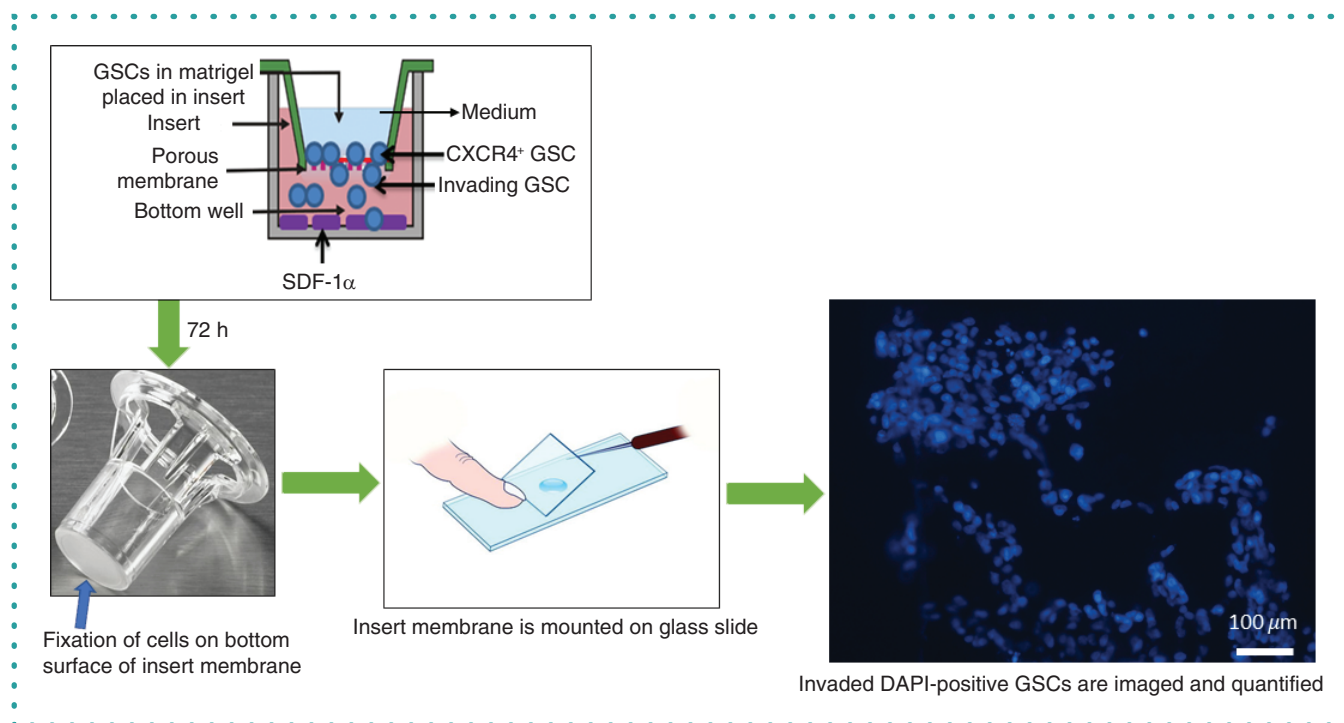 GSCs in matrigel
placed in insert
Insert
Porous
membrane
Bottom well
SDF-1α
Medium
CXCR4⁺ GSC
Invading GSC
72 h
Fixation of cells on bottom
surface of insert membrane
Insert membrane is mounted on glass slide
100 μm
Invaded DAPI-positive GSCs are imaged and quantified